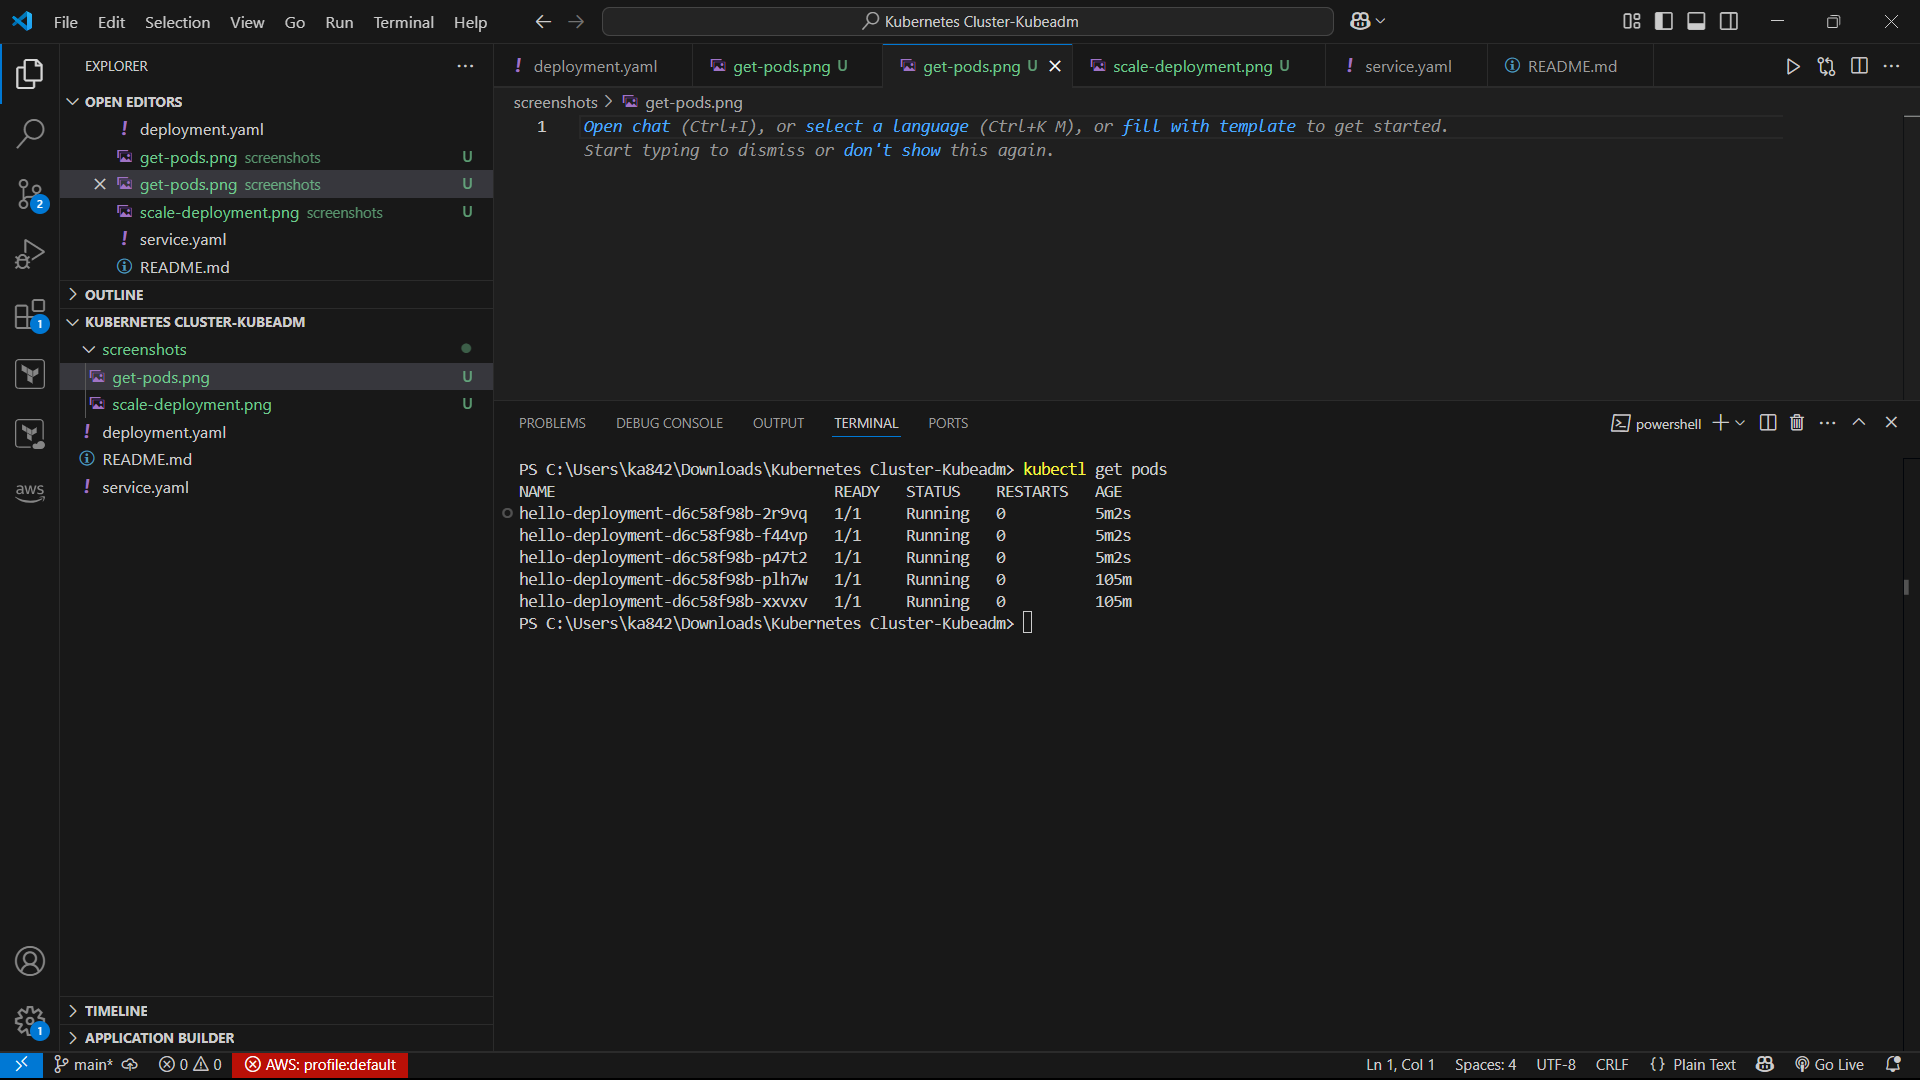 File Edit Selection View Go Run Terminal Help
Kubernetes Cluster-Kubeadm
EXPLORER
OPEN EDITORS
deployment.yaml
get-pods.png screenshots U
get-pods.png screenshots U
scale-deployment.png screenshots U
service.yaml
README.md
OUTLINE
KUBERNETES CLUSTER-KUBEADM
screenshots
get-pods.png U
scale-deployment.png U
! deployment.yaml
README.md
! service.yaml
2
1
aws
1
TIMELINE
APPLICATION BUILDER
! deployment.yaml
get-pods.png U
get-pods.png U
scale-deployment.png U
! service.yaml
README.md
screenshots > get-pods.png
1
Open chat (Ctrl+I), or select a language (Ctrl+K M), or fill with template to get started.
Start typing to dismiss or don't show this again.
PROBLEMS DEBUG CONSOLE OUTPUT TERMINAL PORTS
powershell
PS C:\Users\ka842\Downloads\Kubernetes Cluster-Kubeadm> kubectl get pods
NAME READY STATUS RESTARTS AGE
hello-deployment-d6c58f98b-2r9vq 1/1 Running 0 5m2s
hello-deployment-d6c58f98b-f44vp 1/1 Running 0 5m2s
hello-deployment-d6c58f98b-p47t2 1/1 Running 0 5m2s
hello-deployment-d6c58f98b-plh7w 1/1 Running 0 105m
hello-deployment-d6c58f98b-xxvxv 1/1 Running 0 105m
PS C:\Users\ka842\Downloads\Kubernetes Cluster-Kubeadm>
main* 0 0 AWS: profile:default
Ln 1, Col 1 Spaces: 4 UTF-8 CRLF {} Plain Text Go Live